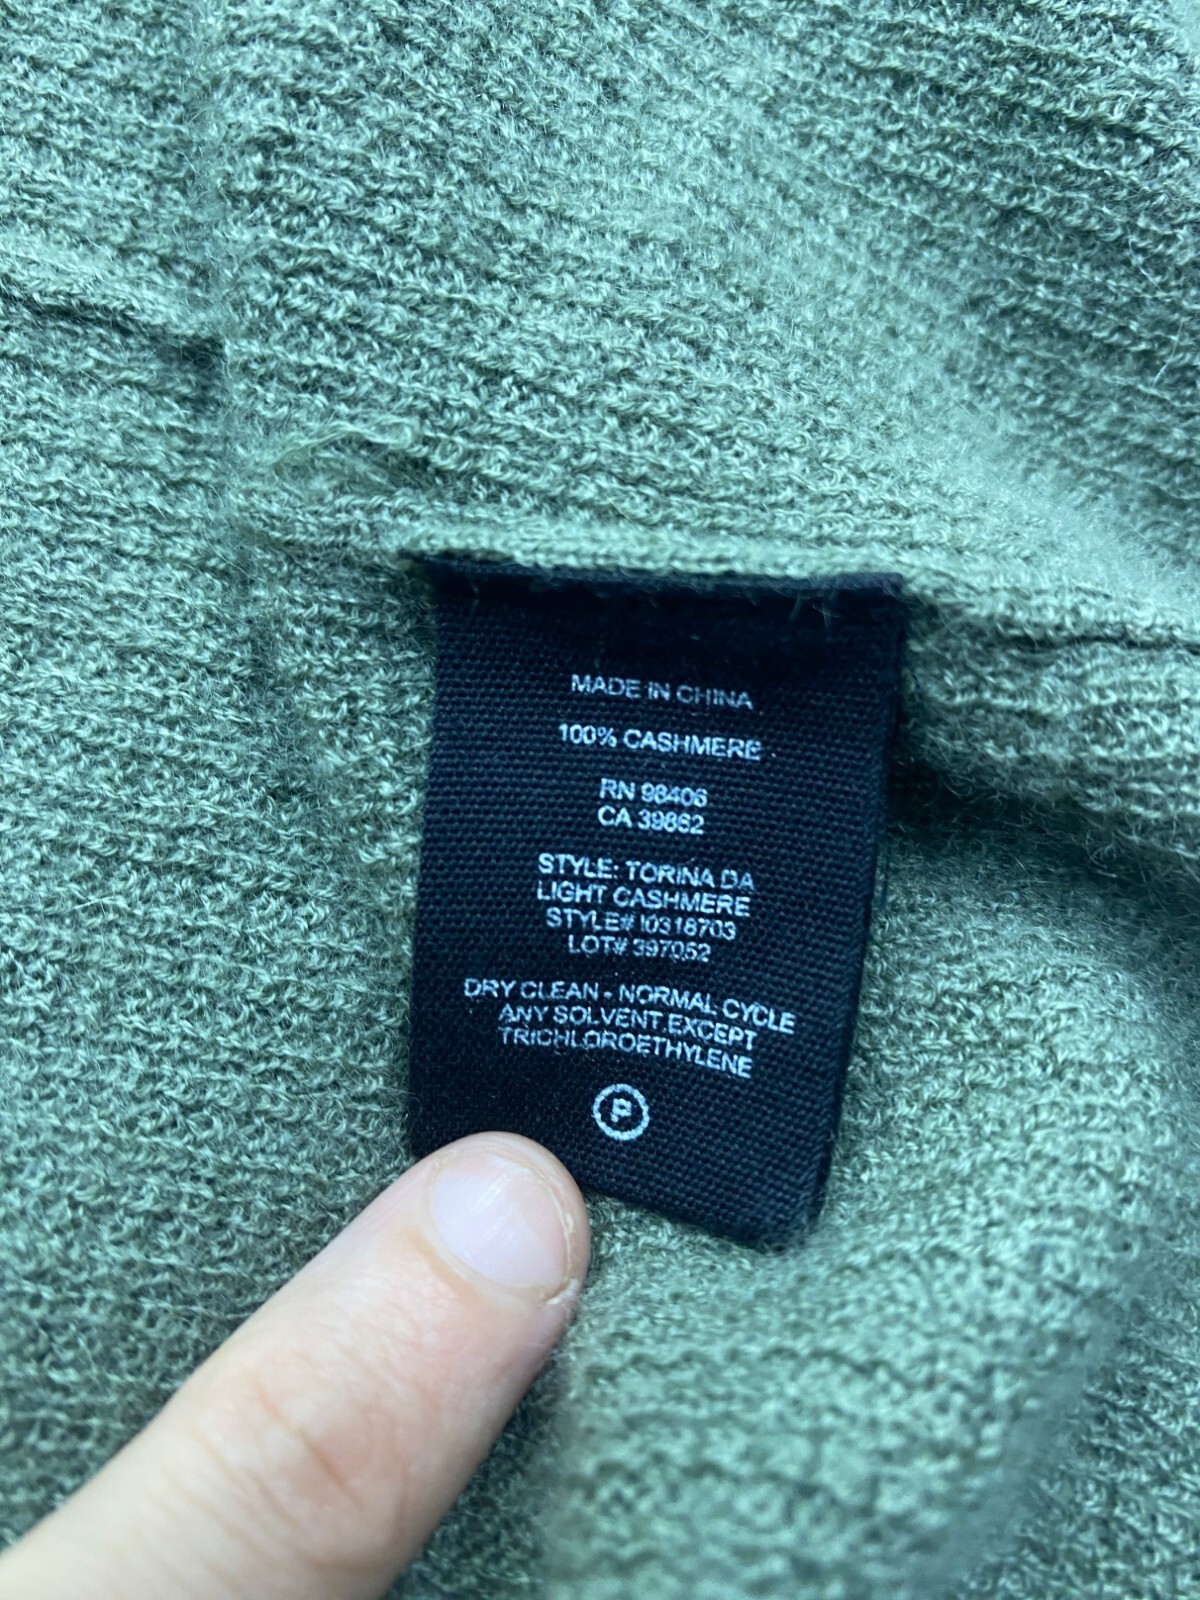 MADE IN CHINA
100% CASHMERE
RN 98406
CA 39862
STYLE: TORINA DA
LIGHT CASHMERE
STYLE# I0318703
LOT# 397052
DRY CLEAN - NORMAL CYCLE
ANY SOLVENT EXCEPT
TRICHLOROETHYLENE
P